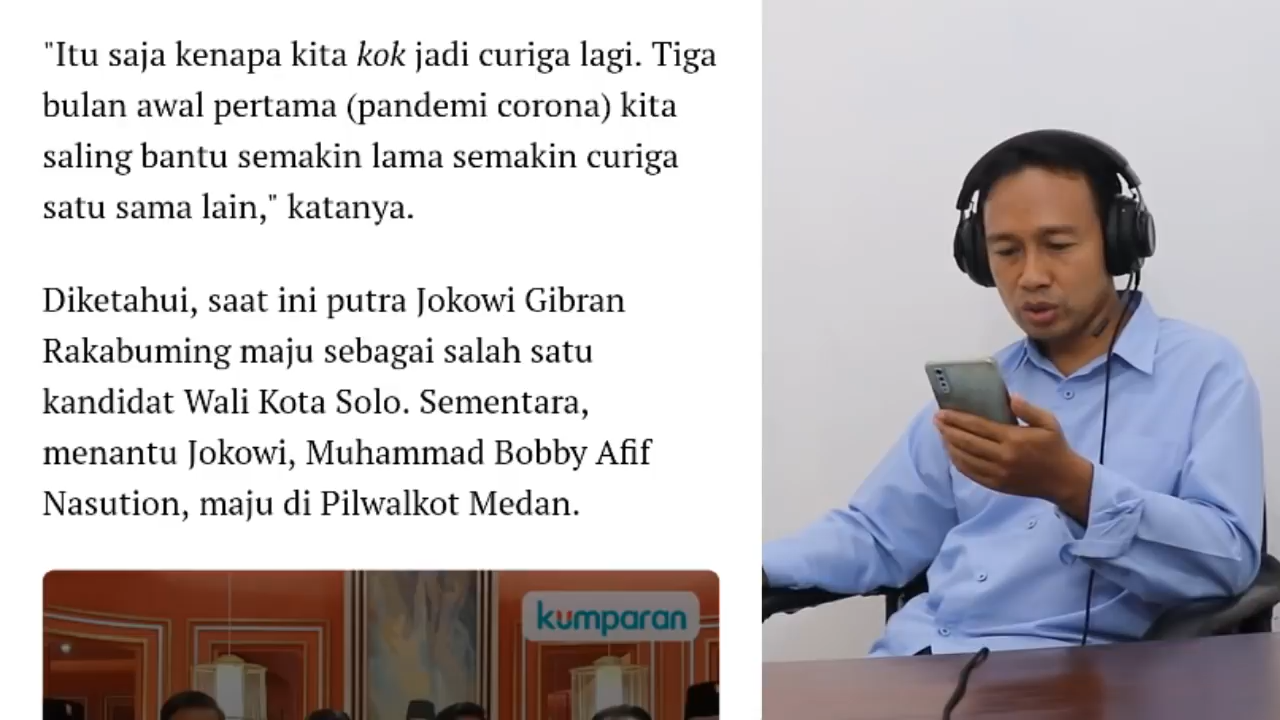 "Itu saja kenapa kita kok jadi curiga lagi. Tiga
bulan awal pertama (pandemi corona) kita
saling bantu semakin lama semakin curiga
satu sama lain," katanya.
Diketahui, saat ini putra Jokowi Gibran
Rakabuming maju sebagai salah satu
kandidat Wali Kota Solo. Sementara,
menantu Jokowi, Muhammad Bobby Afif
Nasution, maju di Pilwalkot Medan.
kumparan